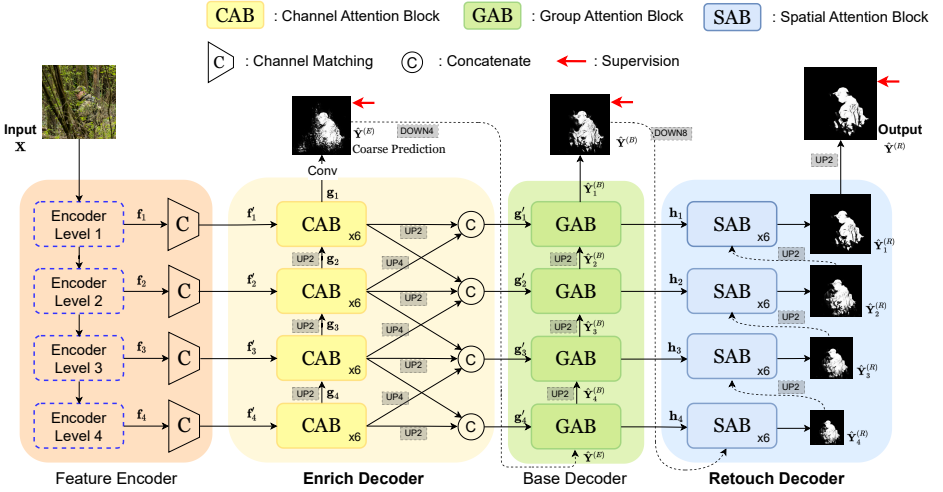 CAB : Channel Attention Block
GAB : Group Attention Block
SAB : Spatial Attention Block
C : Channel Matching
C : Concatenate
: Supervision
Input
X
DOWN4
Ŷ^(E)
Coarse Prediction
DOWN8
Ŷ^(B)
Output
Ŷ^(R)
Conv
UP2
g₁
Ŷ₁^(B)
Encoder
Level 1
f₁
C
f′₁
CAB
x6
UP2
C
g′₁
GAB
h₁
SAB
x6
Ŷ₁^(R)
UP2
g₂
UP4
UP2
Ŷ₂^(B)
UP2
Encoder
Level 2
f₂
C
f′₂
CAB
x6
UP2
C
g′₂
GAB
h₂
SAB
x6
Ŷ₂^(R)
UP2
g₃
UP4
UP2
Ŷ₃^(B)
UP2
Encoder
Level 3
f₃
C
f′₃
CAB
x6
UP2
C
g′₃
GAB
h₃
SAB
x6
Ŷ₃^(R)
UP2
g₄
UP4
UP2
Ŷ₄^(B)
UP2
Encoder
Level 4
f₄
C
f′₄
CAB
x6
UP2
C
g′₄
GAB
h₄
SAB
x6
Ŷ₄^(R)
Ŷ^(E)
Feature Encoder
Enrich Decoder
Base Decoder
Retouch Decoder